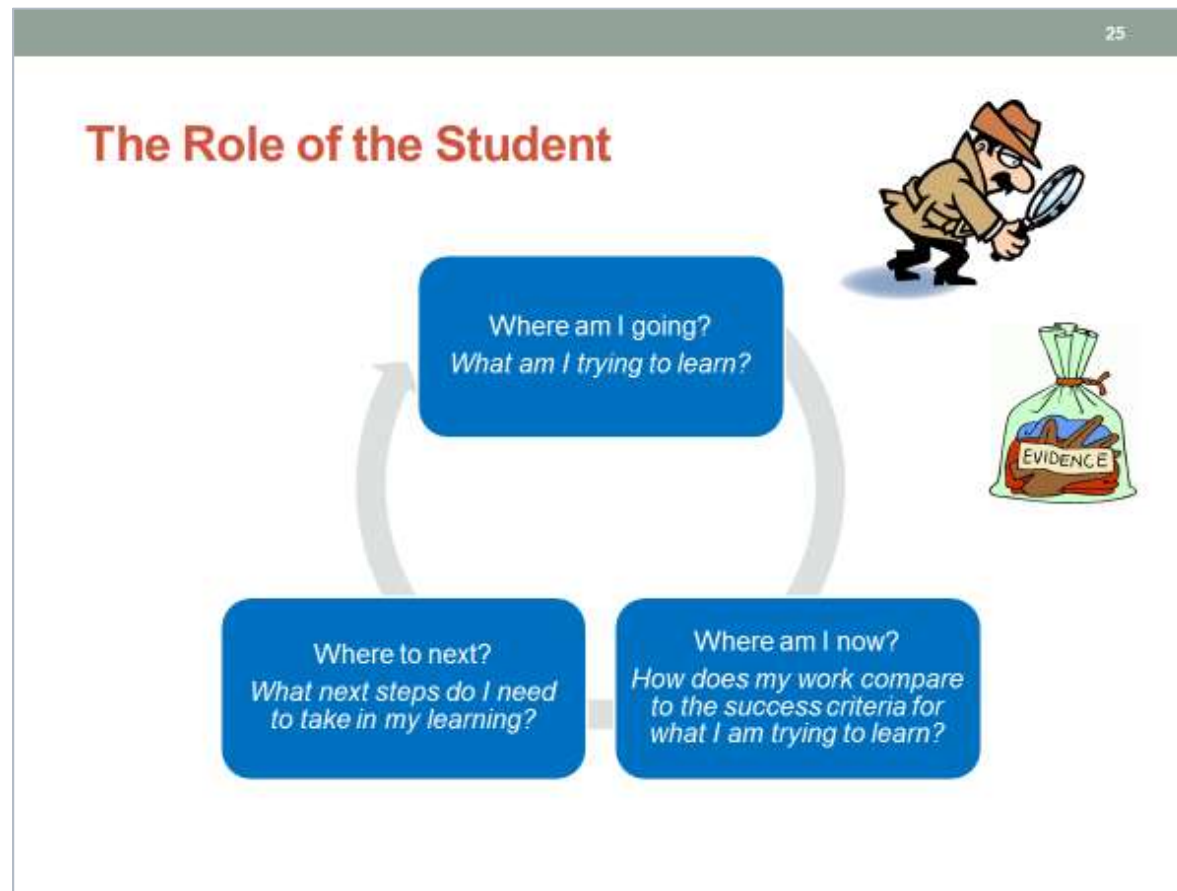 25
The Role of the Student
Where am I going?
What am I trying to learn?
EVIDENCE
Where to next?
What next steps do I need
to take in my learning?
Where am I now?
How does my work compare
to the success criteria for
what I am trying to learn?